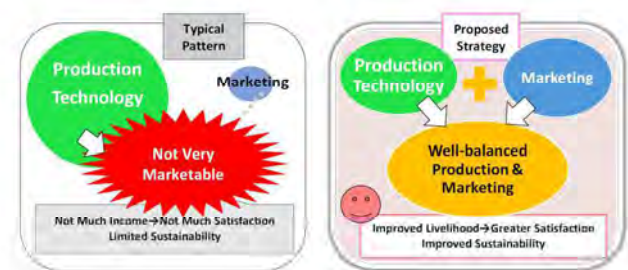 Typical
Pattern
Production
Technology
Marketing
Not Very
Marketable
Not Much Income→Not Much Satisfaction
Limited Sustainability
Proposed
Strategy
Production
Technology
Marketing
Well-balanced
Production &
Marketing
Improved Livelihood→Greater Satisfaction
Improved Sustainability